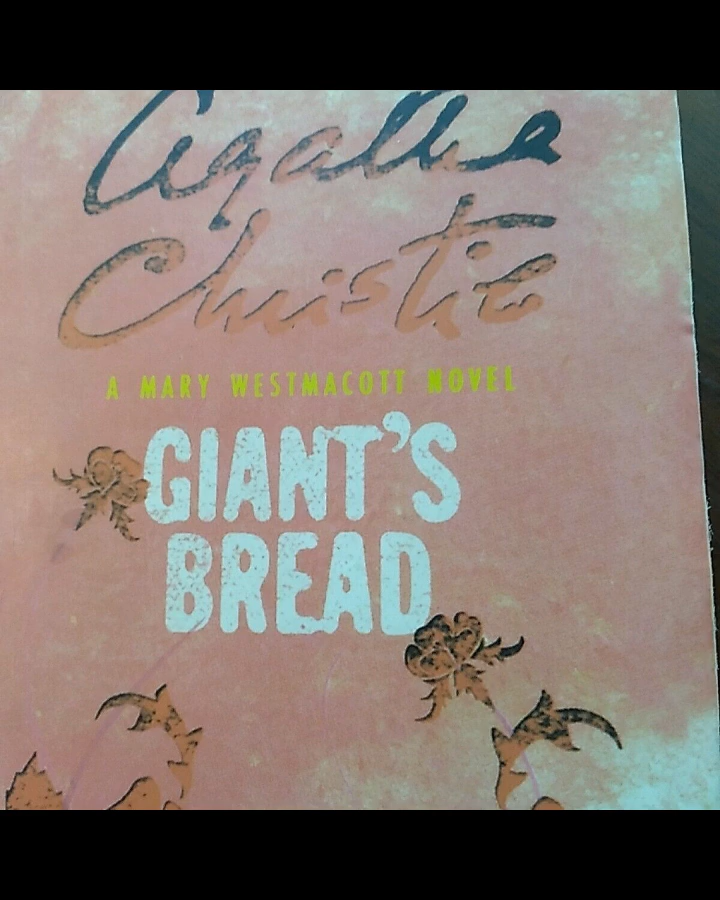 Agatha
Christie
A MARY WESTMACOTT NOVEL
GIANT'S
BREAD